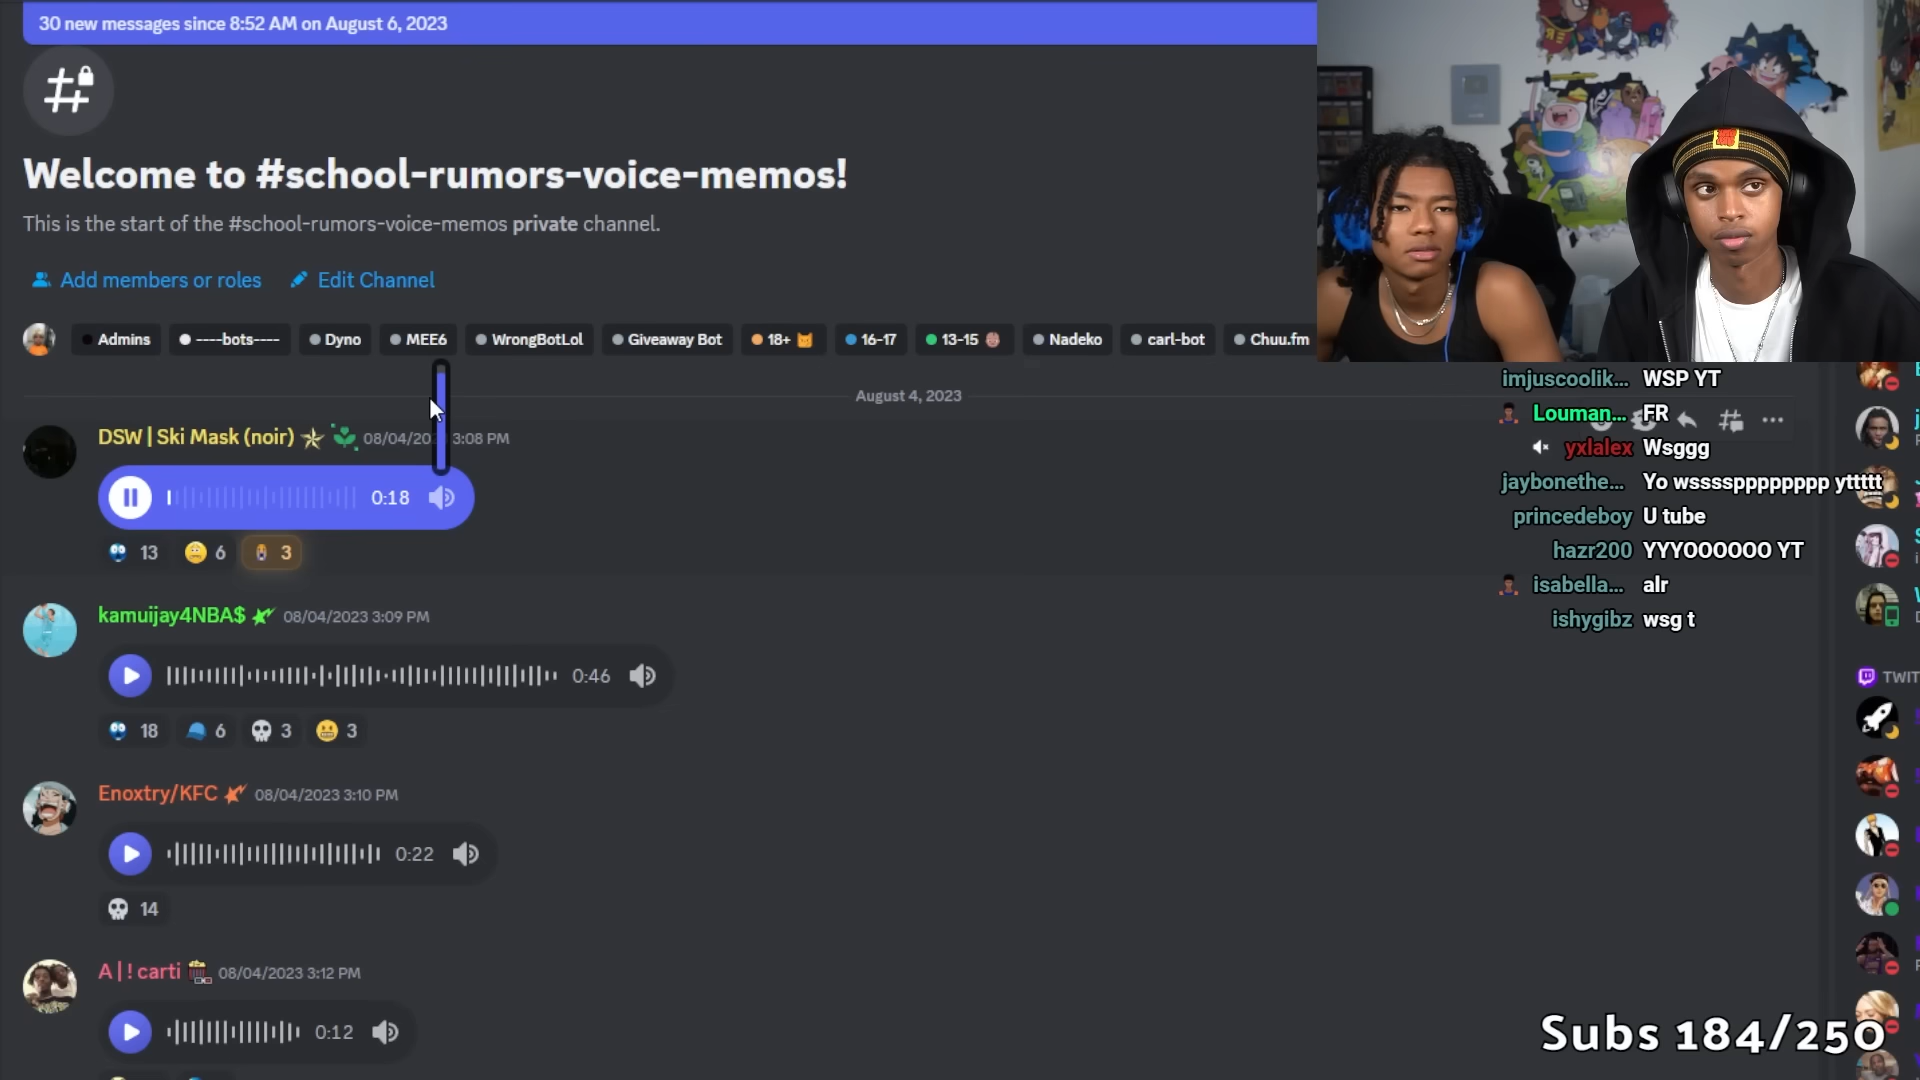 30 new messages since 8:52 AM on August 6, 2023
Welcome to #school-rumors-voice-memos!
This is the start of the #school-rumors-voice-memos private channel.
Add members or roles Edit Channel
Admins ----bots---- Dyno MEE6 WrongBotLol Giveaway Bot 18+ 16-17 13-15 Nadeko carl-bot Chuu.fm
August 4, 2023
DSW | Ski Mask (noir) 08/04/20 3:08 PM
0:18
13 6 3
kamuijay4NBA$ 08/04/2023 3:09 PM
0:46
18 6 3 3
Enoxtry/KFC 08/04/2023 3:10 PM
0:22
14
A | ! carti 08/04/2023 3:12 PM
0:12
imjuscoolik... WSP YT
Louman... FR
yxlalex Wsggg
jaybonethe... Yo wssssppppppppp yttttt
princedeboy U tube
hazr200 YYYOOOOOO YT
isabella... alr
ishygibz wsg t
TWIT
Subs 184/250